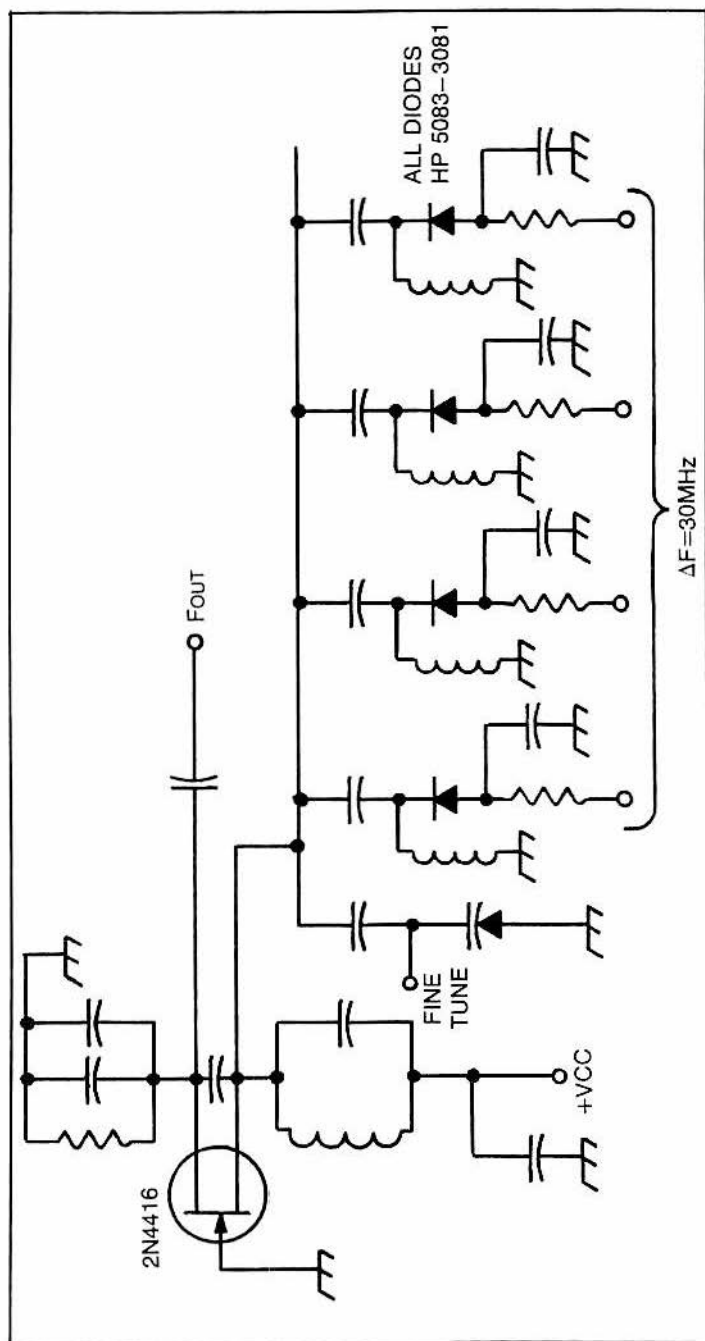 2N4416
FOUT
FINE
TUNE
+VCC
ALL DIODES
HP 5083–3081
ΔF=30MHz